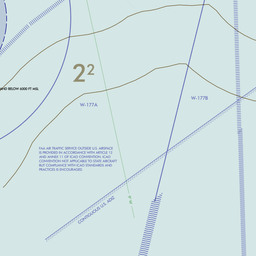 AND BELOW 6000 FT MSL
2²
W-177A
W-177B
FAA AIR TRAFFIC SERVICE OUTSIDE U.S. AIRSPACE
IS PROVIDED IN ACCORDANCE WITH ARTICLE 12
AND ANNEX 11 OF ICAO CONVENTION. ICAO
CONVENTION NOT APPLICABLE TO STATE AIRCRAFT
BUT COMPLIANCE WITH ICAO STANDARDS AND
PRACTICES IS ENCOURAGED.
CONTIGUOUS U.S. ADIZ